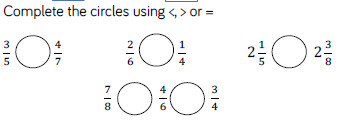 Complete the circles using <, > or =
3/5 ◯ 4/7 2/6 ◯ 1/4 2 1/5 ◯ 2 3/8
7/8 ◯ 4/6 ◯ 3/4